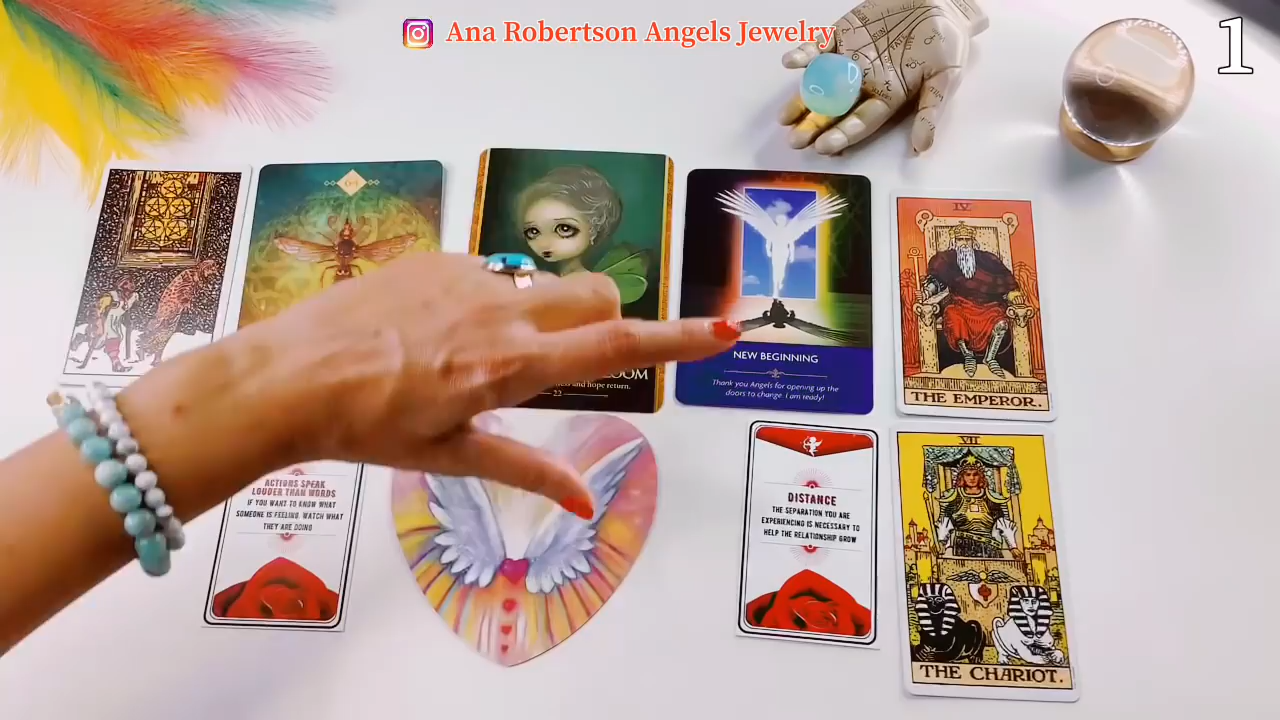 Ana Robertson Angels Jewelry
1
IV
THE EMPEROR.
NEW BEGINNING
Thank you Angels for opening up the
doors to change. I am ready!
and hope return.
22
ACTIONS SPEAK
LOUDER THAN WORDS
IF YOU WANT TO KNOW WHAT
SOMEONE IS FEELING, WATCH WHAT
THEY ARE DOING
DISTANCE
THE SEPARATION YOU ARE
EXPERIENCING IS NECESSARY TO
HELP THE RELATIONSHIP GROW
VII
THE CHARIOT.